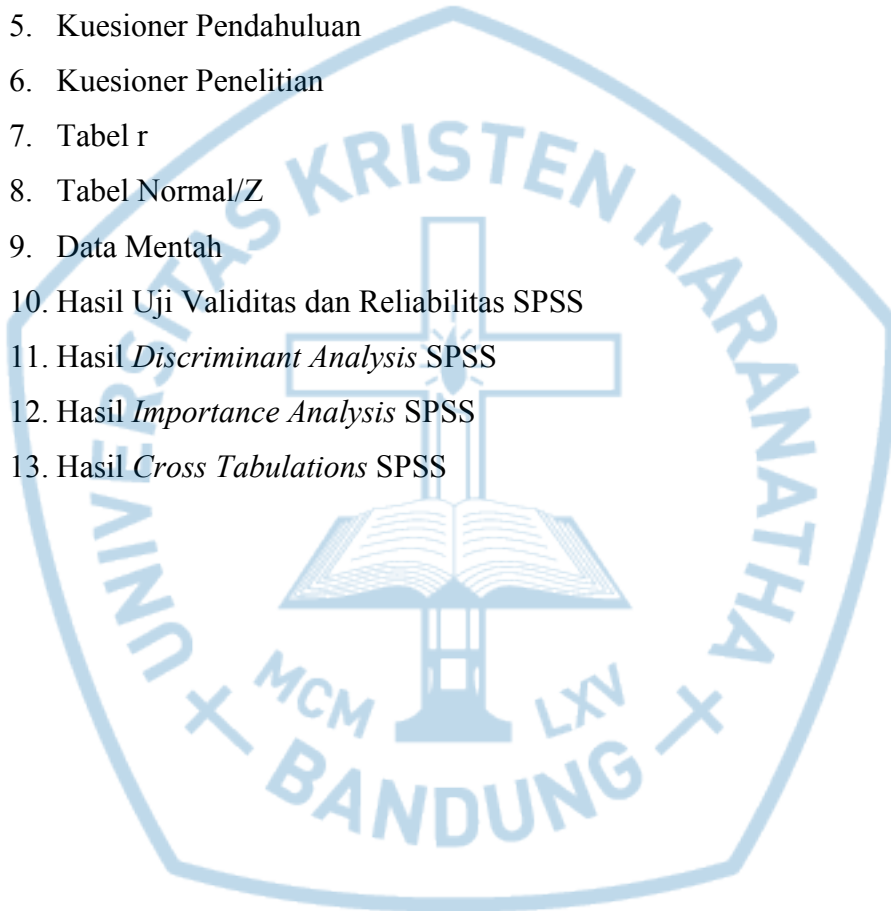 5. Kuesioner Pendahuluan
6. Kuesioner Penelitian
7. Tabel r
8. Tabel Normal/Z
9. Data Mentah
10. Hasil Uji Validitas dan Reliabilitas SPSS
11. Hasil Discriminant Analysis SPSS
12. Hasil Importance Analysis SPSS
13. Hasil Cross Tabulations SPSS
UNIVERSITAS KRISTEN MARANATHA
MCM LXV
BANDUNG